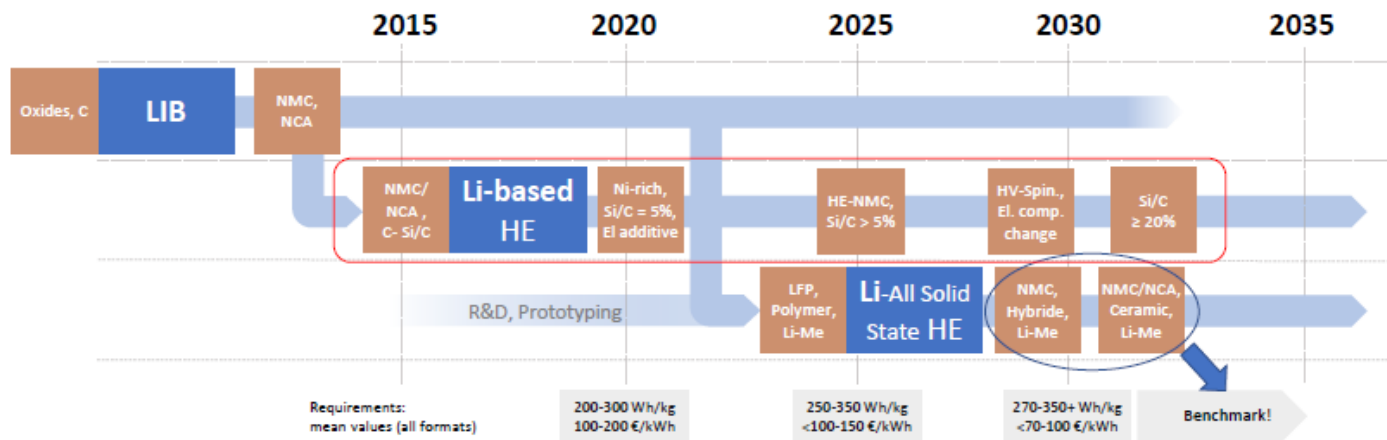 2015 2020 2025 2030 2035
Oxides, C
LIB
NMC,
NCA
NMC/
NCA ,
C- Si/C
Li-based
HE
Ni-rich,
Si/C = 5%,
El additive
HE-NMC,
Si/C > 5%
HV-Spin.,
El. comp.
change
Si/C
≥ 20%
R&D, Prototyping
LFP,
Polymer,
Li-Me
Li-All Solid
State HE
NMC,
Hybride,
Li-Me
NMC/NCA,
Ceramic,
Li-Me
Requirements:
mean values (all formats)
200-300 Wh/kg
100-200 €/kWh
250-350 Wh/kg
<100-150 €/kWh
270-350+ Wh/kg
<70-100 €/kWh
Benchmark!